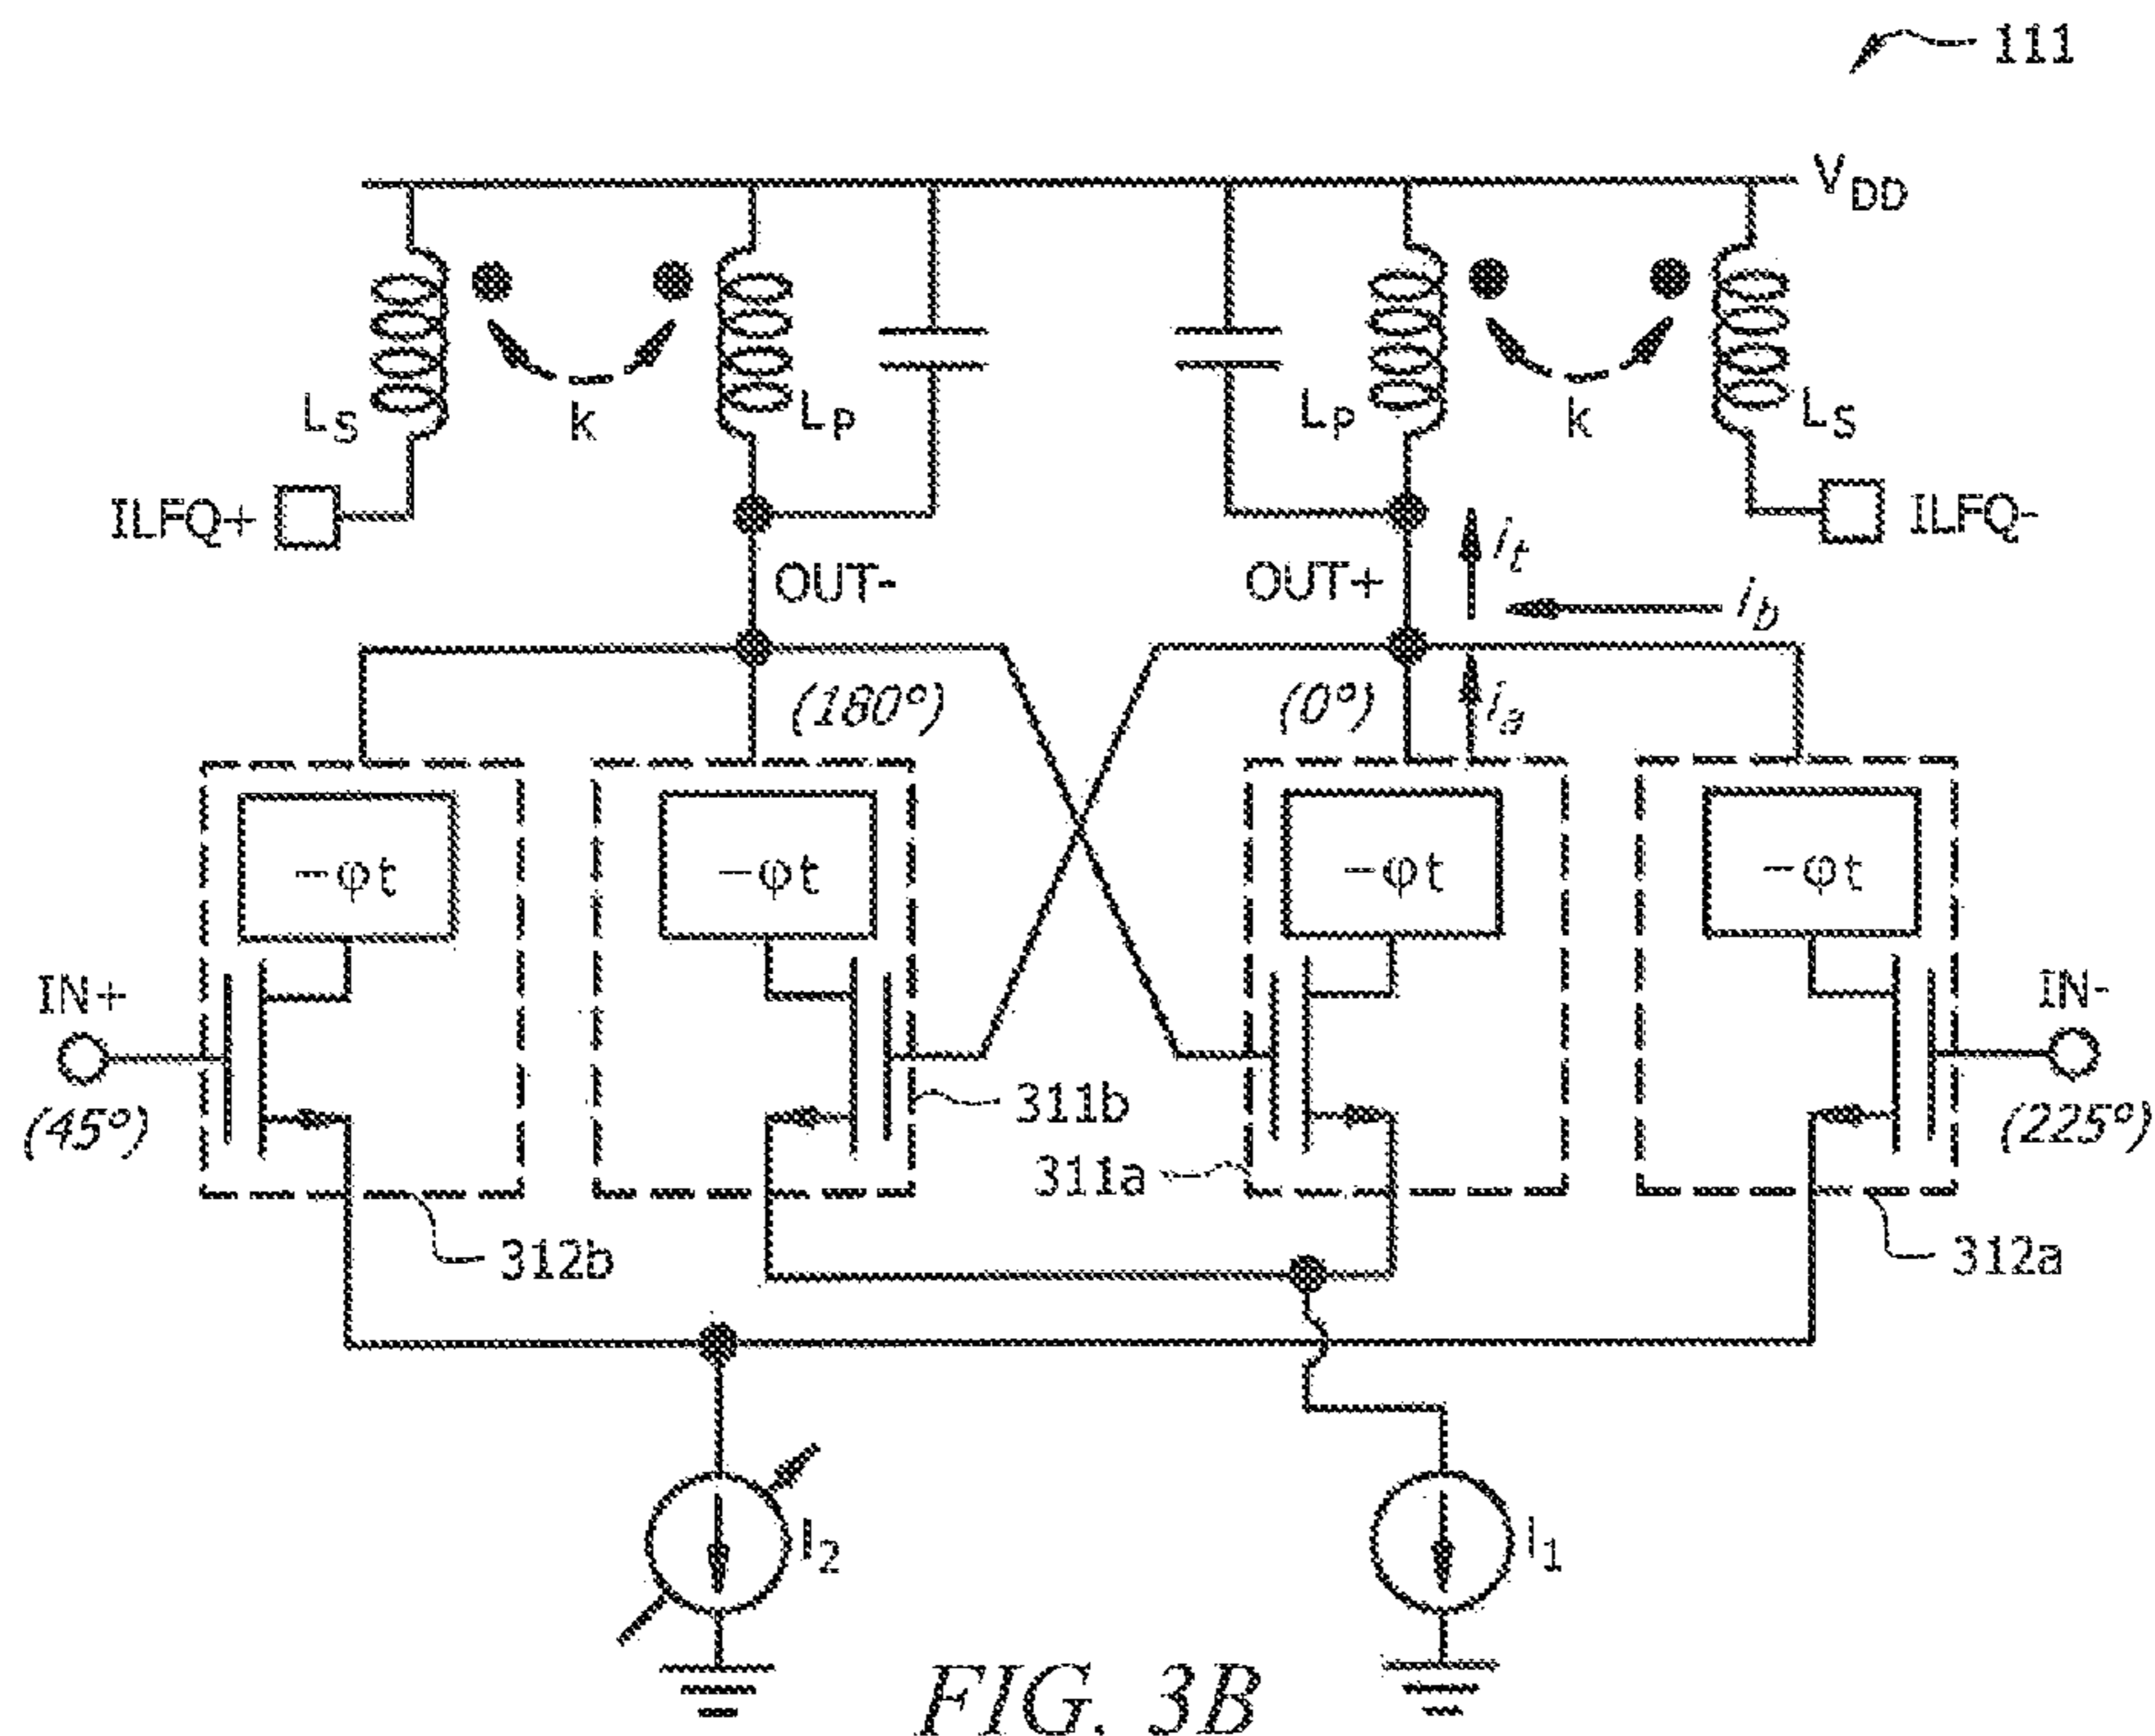 111
V_DD
L_S k L_P L_P k L_S
ILFQ+ ILFQ-
OUT- OUT+ i_t
i_b
(180°) (0°) i_a
-φt -φt -φt -φt
IN+ IN-
(45°) 311b (225°)
311a
312b 312a
I_2 I_1
FIG. 3B